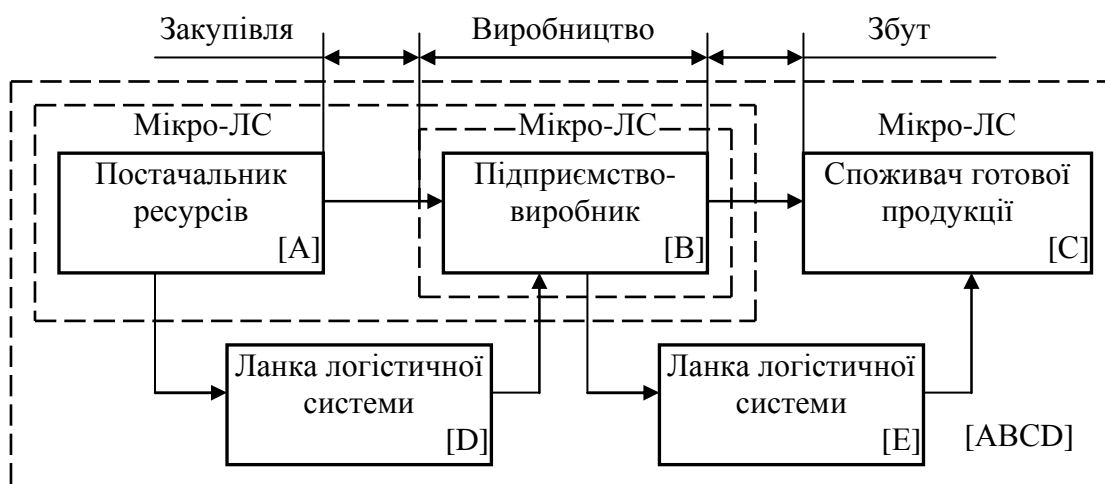 Закупівля
Виробництво
Збут
Мікро-ЛС
Мікро-ЛС
Мікро-ЛС
Постачальник
ресурсів
[A]
Підприємство-
виробник
[B]
Споживач готової
продукції
[C]
Ланка логістичної
системи
[D]
Ланка логістичної
системи
[E]
[ABCD]